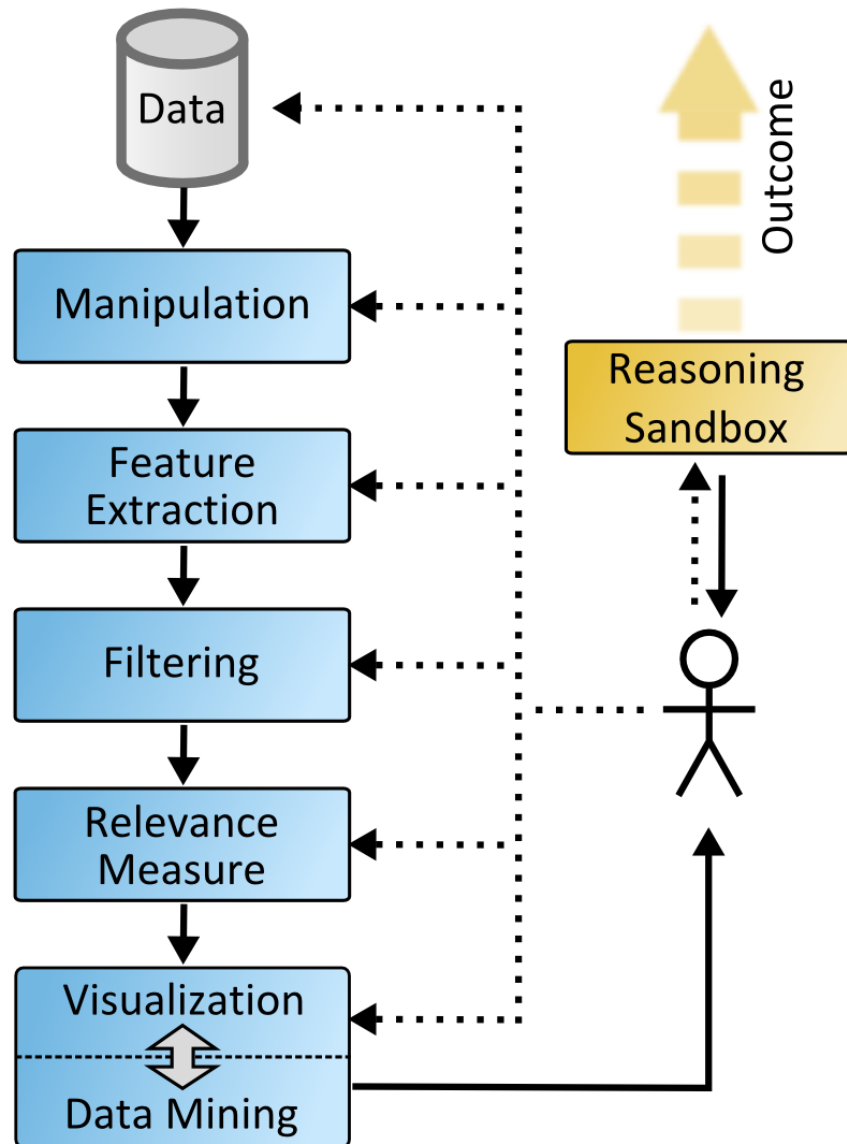 Data
Manipulation
Feature
Extraction
Filtering
Relevance
Measure
Visualization
Data Mining
Outcome
Reasoning
Sandbox